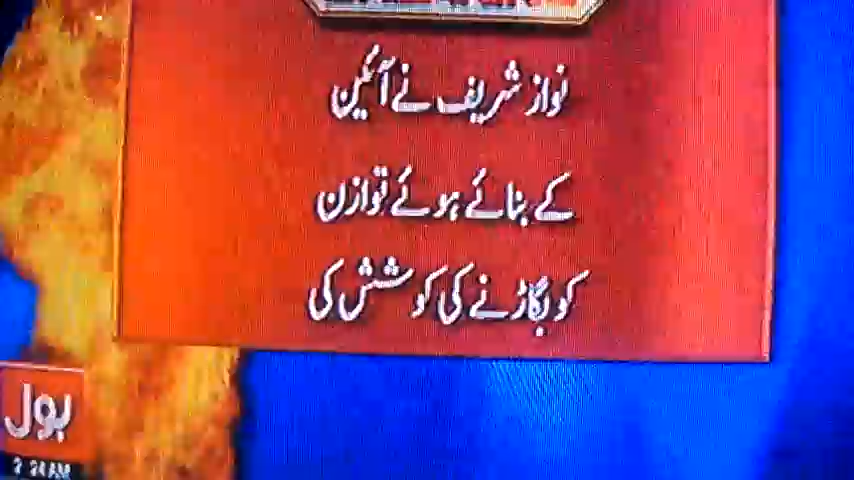 نواز شریف نے آئین
کے بنائے ہوئے توازن
کو بگاڑنے کی کوشش کی
بول